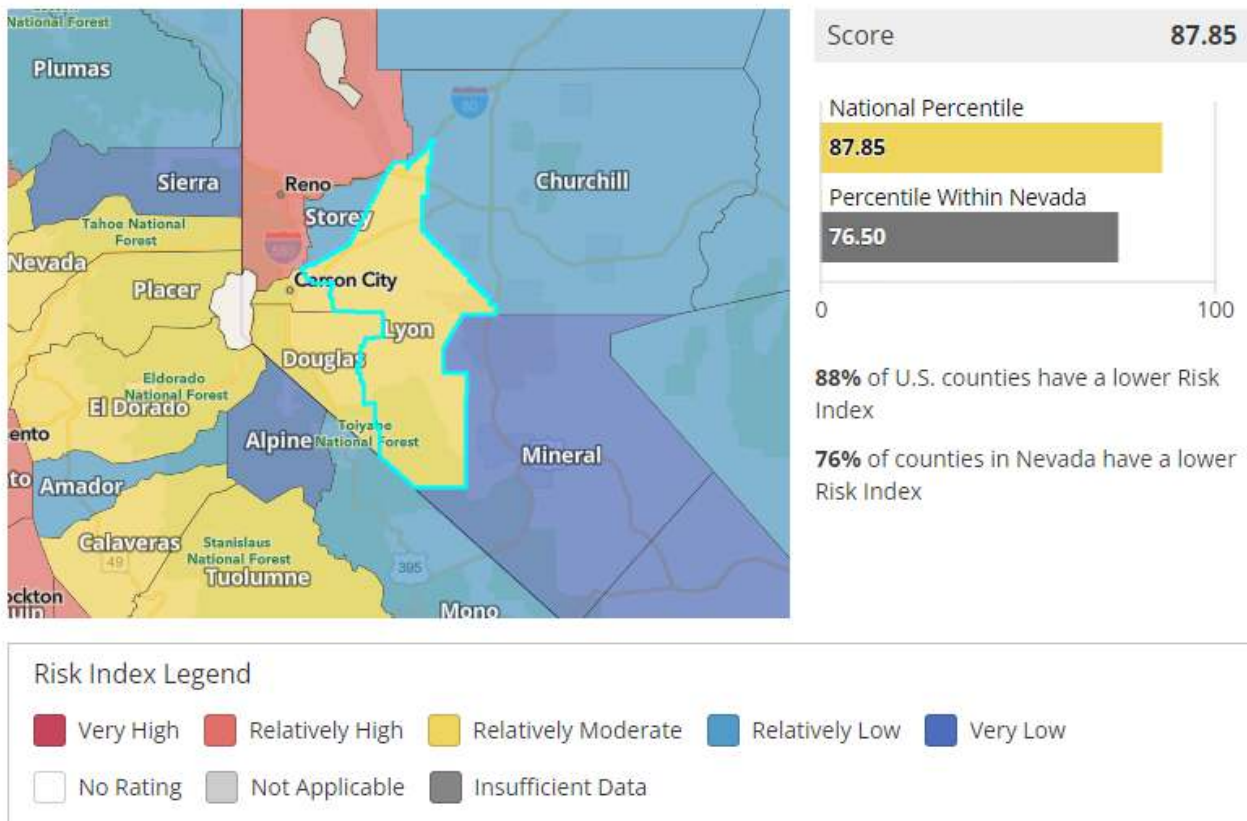 National Forest
Plumas
80
Score 87.85
National Percentile
87.85
Percentile Within Nevada
76.50
0 100
88% of U.S. counties have a lower Risk
Index
76% of counties in Nevada have a lower
Risk Index
Sierra
Reno
Storey
Churchill
Tahoe National
Forest
Nevada
Placer
Carson City
Lyon
Douglas
Eldorado
National Forest
El Dorado
ento
Alpine
Toiyabe
National Forest
Mineral
to
Amador
Calaveras
49
Stanislaus
National Forest
Tuolumne
395
ockton
uin
Mono
Risk Index Legend
Very High Relatively High Relatively Moderate Relatively Low Very Low
No Rating Not Applicable Insufficient Data